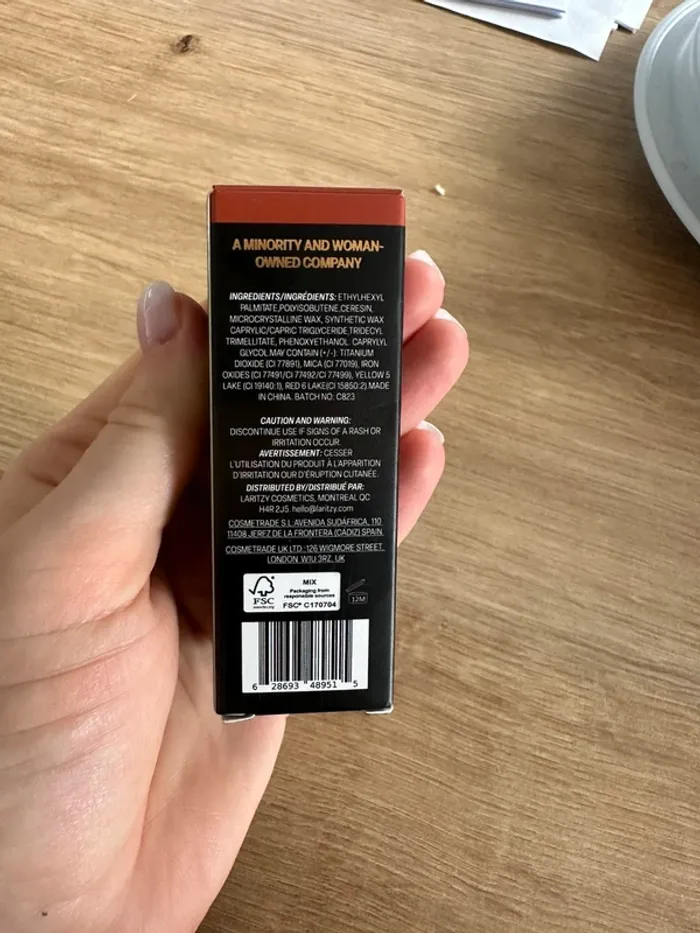 A MINORITY AND WOMAN-
OWNED COMPANY
INGREDIENTS/INGRÉDIENTS: ETHYLHEXYL
PALMITATE,POLYISOBUTENE,CERESIN,
MICROCRYSTALLINE WAX, SYNTHETIC WAX
CAPRYLIC/CAPRIC TRIGLYCERIDE,TRIDECYL
TRIMELLITATE, PHENOXYETHANOL. CAPRYLYL
GLYCOL.MAY CONTAIN (+/-): TITANIUM
DIOXIDE (CI 77891), MICA (CI 77019), IRON
OXIDES (CI 77491/CI 77492/CI 77499), YELLOW 5
LAKE (CI 19140:1), RED 6 LAKE(CI 15850:2).MADE
IN CHINA. BATCH NO: C823
CAUTION AND WARNING:
DISCONTINUE USE IF SIGNS OF A RASH OR
IRRITATION OCCUR.
AVERTISSEMENT: CESSER
L'UTILISATION DU PRODUIT À L'APPARITION
D'IRRITATION OUR D'ÉRUPTION CUTANÉE.
DISTRIBUTED BY/DISTRIBUÉ PAR:
LARITZY COSMETICS, MONTREAL QC
H4R 2J5. hello@laritzy.com
COSMETRADE S.L: AVENIDA SUDÁFRICA, 110
11408 JEREZ DE LA FRONTERA (CÁDIZ) SPAIN.
COSMETRADE UK LTD : 126 WIGMORE STREET.
LONDON. W1U 3RZ. UK
FSC
MIX
Packaging from
responsible sources
FSC® C170704
12M
6 28693 48951 5